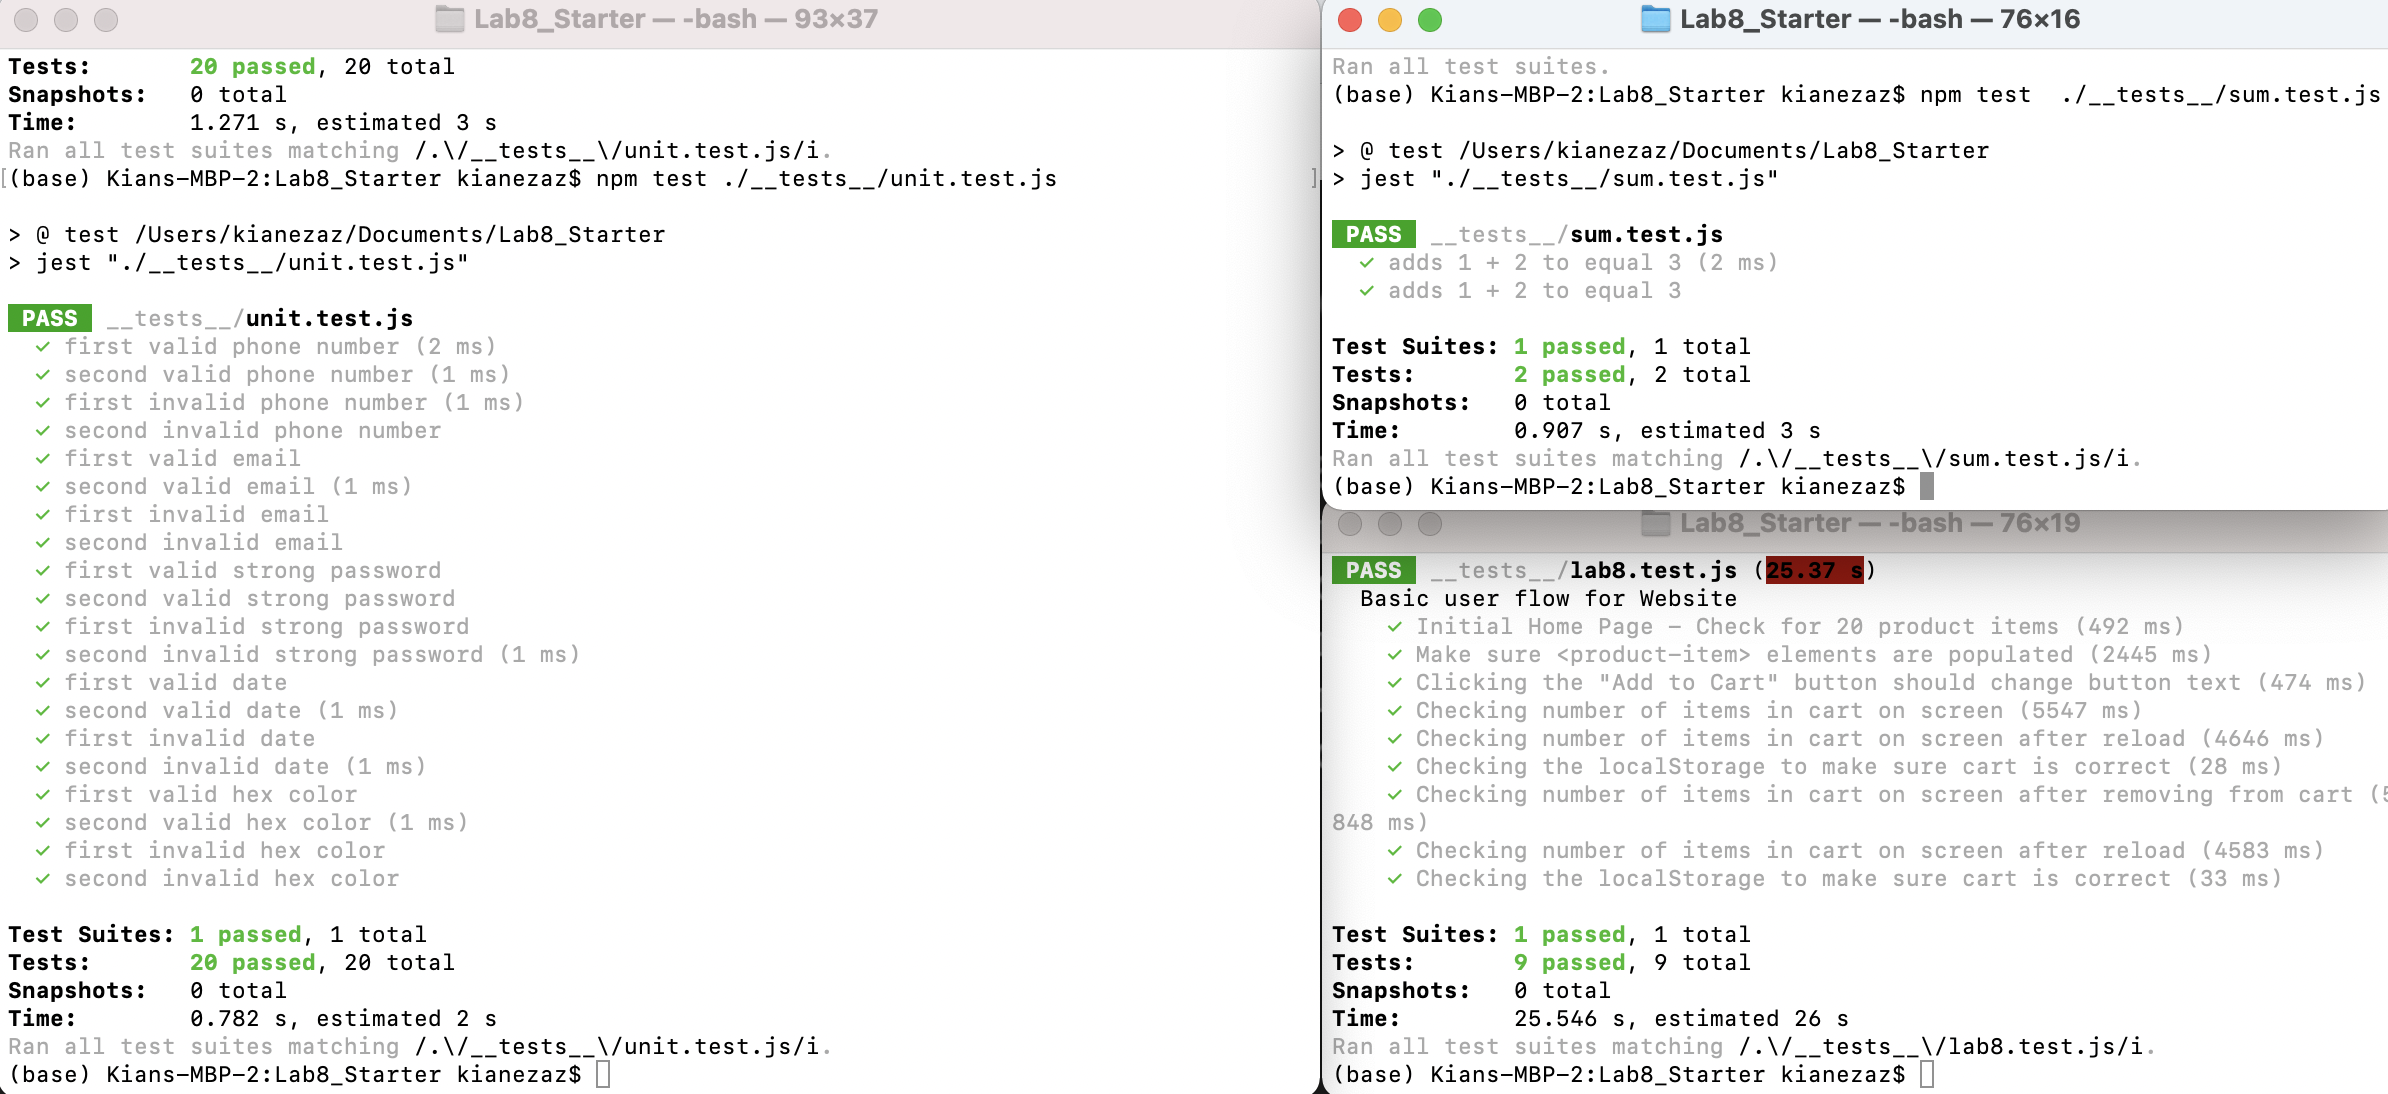 Lab8_Starter — -bash — 93×37
Tests:         20 passed, 20 total
Snapshots:   0 total
Time:        1.271 s, estimated 3 s
Ran all test suites matching /.\/__tests__\/unit.test.js/i.
[(base) Kians-MBP-2:Lab8_Starter kianezaz$ npm test ./__tests__/unit.test.js ]
> @ test /Users/kianezaz/Documents/Lab8_Starter
> jest "./__tests__/unit.test.js"
PASS __tests__/unit.test.js
✓ first valid phone number (2 ms)
✓ second valid phone number (1 ms)
✓ first invalid phone number (1 ms)
✓ second invalid phone number
✓ first valid email
✓ second valid email (1 ms)
✓ first invalid email
✓ second invalid email
✓ first valid strong password
✓ second valid strong password
✓ first invalid strong password
✓ second invalid strong password (1 ms)
✓ first valid date
✓ second valid date (1 ms)
✓ first invalid date
✓ second invalid date (1 ms)
✓ first valid hex color
✓ second valid hex color (1 ms)
✓ first invalid hex color
✓ second invalid hex color
Test Suites: 1 passed, 1 total
Tests:       20 passed, 20 total
Snapshots:   0 total
Time:        0.782 s, estimated 2 s
Ran all test suites matching /.\/__tests__\/unit.test.js/i.
(base) Kians-MBP-2:Lab8_Starter kianezaz$
Lab8_Starter — -bash — 76×16
Ran all test suites.
(base) Kians-MBP-2:Lab8_Starter kianezaz$ npm test  ./__tests__/sum.test.js
> @ test /Users/kianezaz/Documents/Lab8_Starter
> jest "./__tests__/sum.test.js"
PASS __tests__/sum.test.js
✓ adds 1 + 2 to equal 3 (2 ms)
✓ adds 1 + 2 to equal 3
Test Suites: 1 passed, 1 total
Tests:       2 passed, 2 total
Snapshots:   0 total
Time:        0.907 s, estimated 3 s
Ran all test suites matching /.\/__tests__\/sum.test.js/i.
(base) Kians-MBP-2:Lab8_Starter kianezaz$
Lab8_Starter — -bash — 76×19
PASS __tests__/lab8.test.js (25.37 s)
Basic user flow for Website
✓ Initial Home Page - Check for 20 product items (492 ms)
✓ Make sure <product-item> elements are populated (2445 ms)
✓ Clicking the "Add to Cart" button should change button text (474 ms)
✓ Checking number of items in cart on screen (5547 ms)
✓ Checking number of items in cart on screen after reload (4646 ms)
✓ Checking the localStorage to make sure cart is correct (28 ms)
✓ Checking number of items in cart on screen after removing from cart (5
848 ms)
✓ Checking number of items in cart on screen after reload (4583 ms)
✓ Checking the localStorage to make sure cart is correct (33 ms)
Test Suites: 1 passed, 1 total
Tests:       9 passed, 9 total
Snapshots:   0 total
Time:        25.546 s, estimated 26 s
Ran all test suites matching /.\/__tests__\/lab8.test.js/i.
(base) Kians-MBP-2:Lab8_Starter kianezaz$